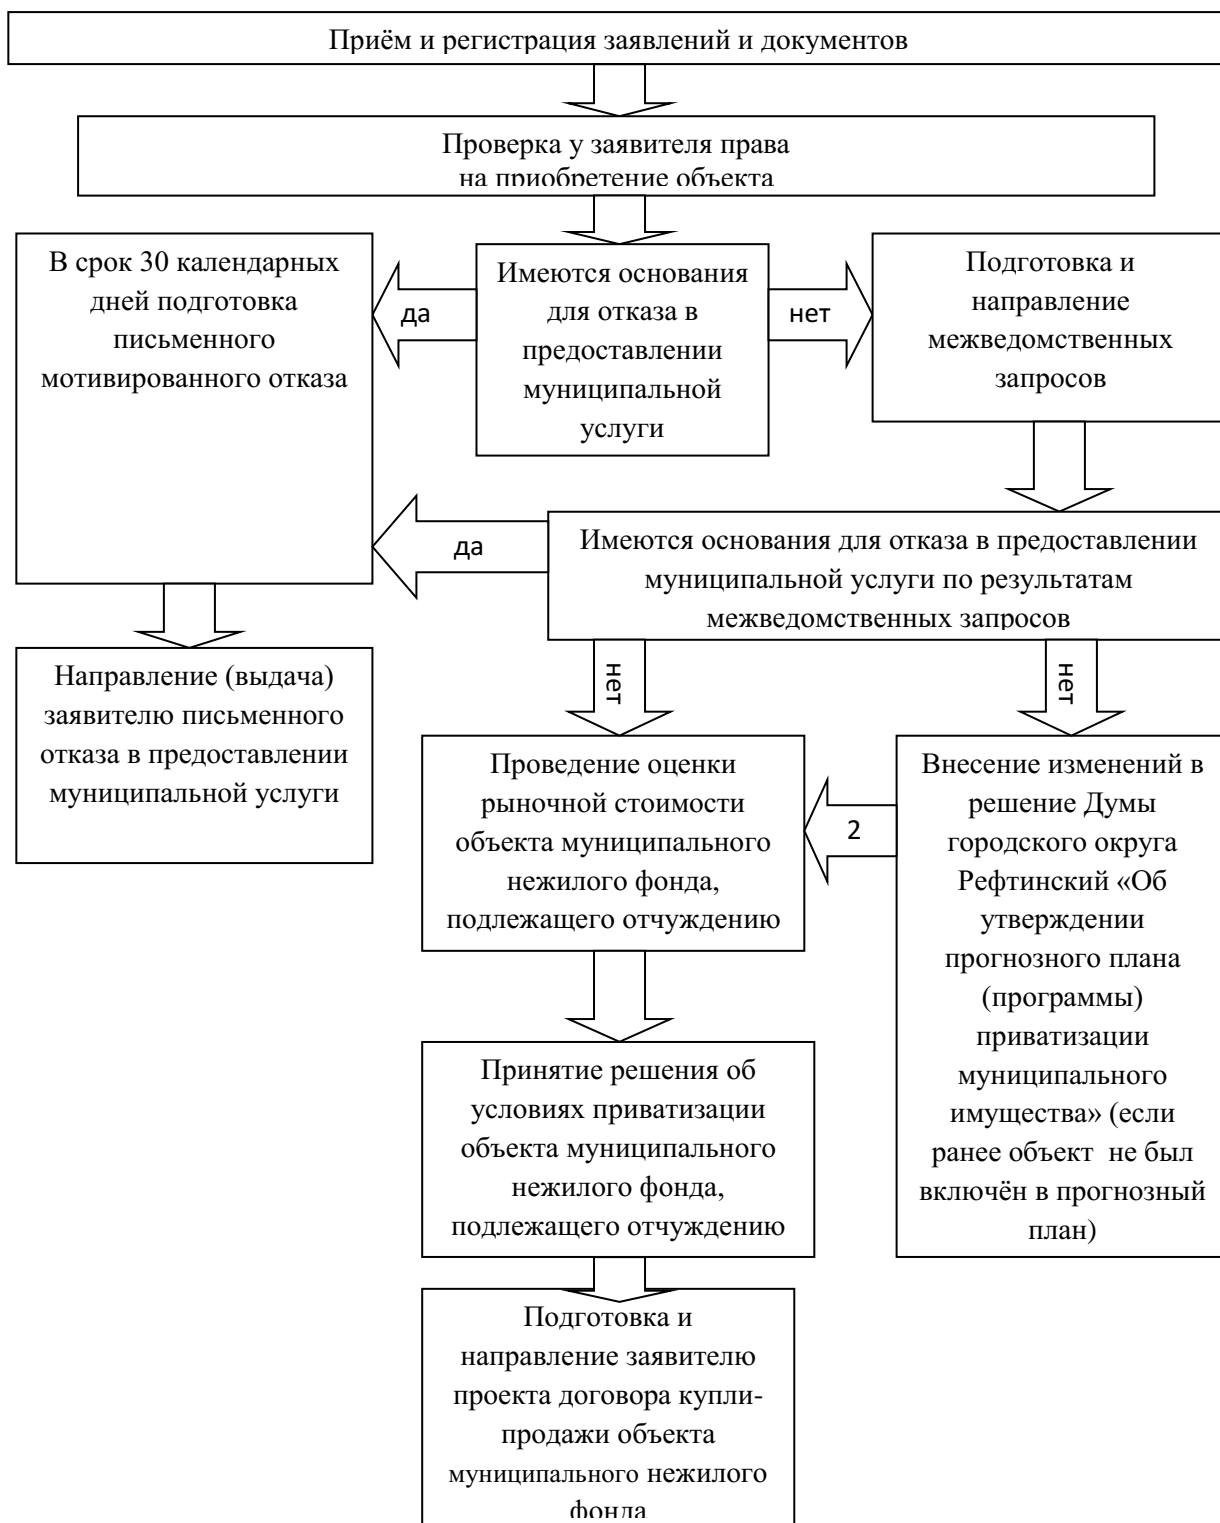 Приём и регистрация заявлений и документов
Проверка у заявителя права
на приобретение объекта
В срок 30 календарных
дней подготовка
письменного
мотивированного отказа
да
Имеются основания
для отказа в
предоставлении
муниципальной
услуги
нет
Подготовка и
направление
межведомственных
запросов
да
Имеются основания для отказа в предоставлении
муниципальной услуги по результатам
межведомственных запросов
Направление (выдача)
заявителю письменного
отказа в предоставлении
муниципальной услуги
нет
нет
Проведение оценки
рыночной стоимости
объекта муниципального
нежилого фонда,
подлежащего отчуждению
2
Внесение изменений в
решение Думы
городского округа
Рефтинский «Об
утверждении
прогнозного плана
(программы)
приватизации
муниципального
имущества» (если
ранее объект не был
включён в прогнозный
план)
Принятие решения об
условиях приватизации
объекта муниципального
нежилого фонда,
подлежащего отчуждению
Подготовка и
направление заявителю
проекта договора купли-
продажи объекта
муниципального нежилого
фонда